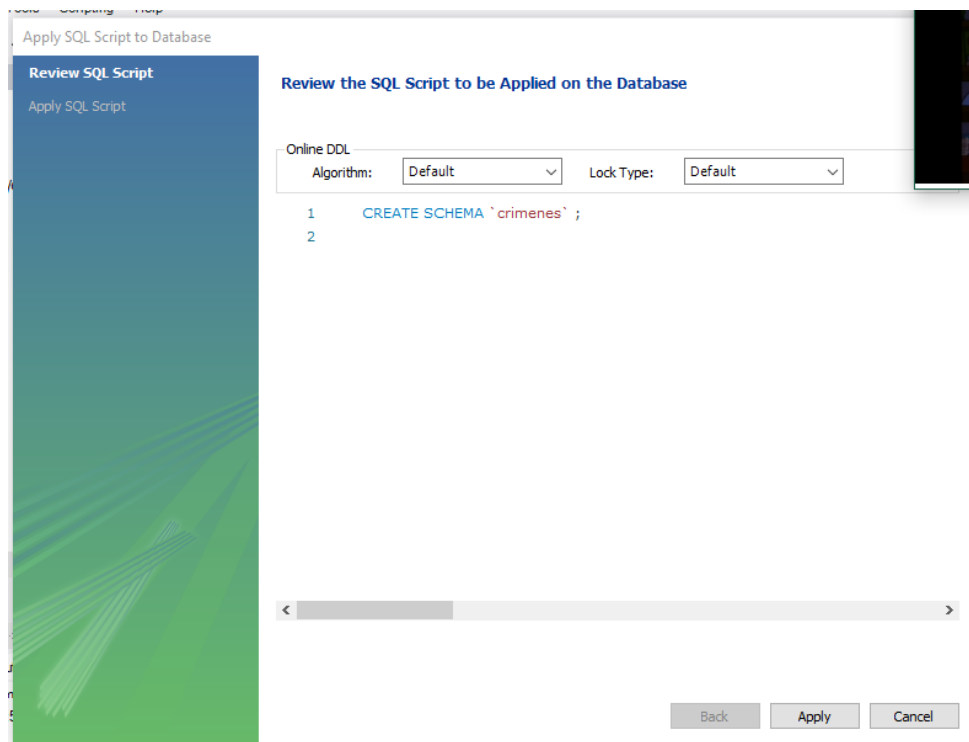 Apply SQL Script to Database
Review SQL Script
Apply SQL Script
Review the SQL Script to be Applied on the Database
Online DDL
Algorithm: Default Lock Type: Default
1 CREATE SCHEMA `crimenes` ;
2
Back Apply Cancel